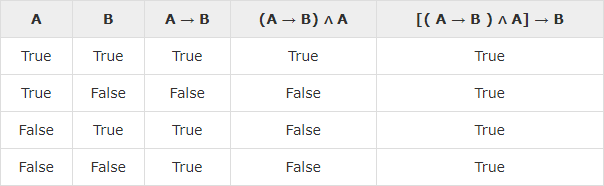 A B A → B (A → B) ∧ A [( A → B ) ∧ A] → B
True True True True True
True False False False True
False True True False True
False False True False True